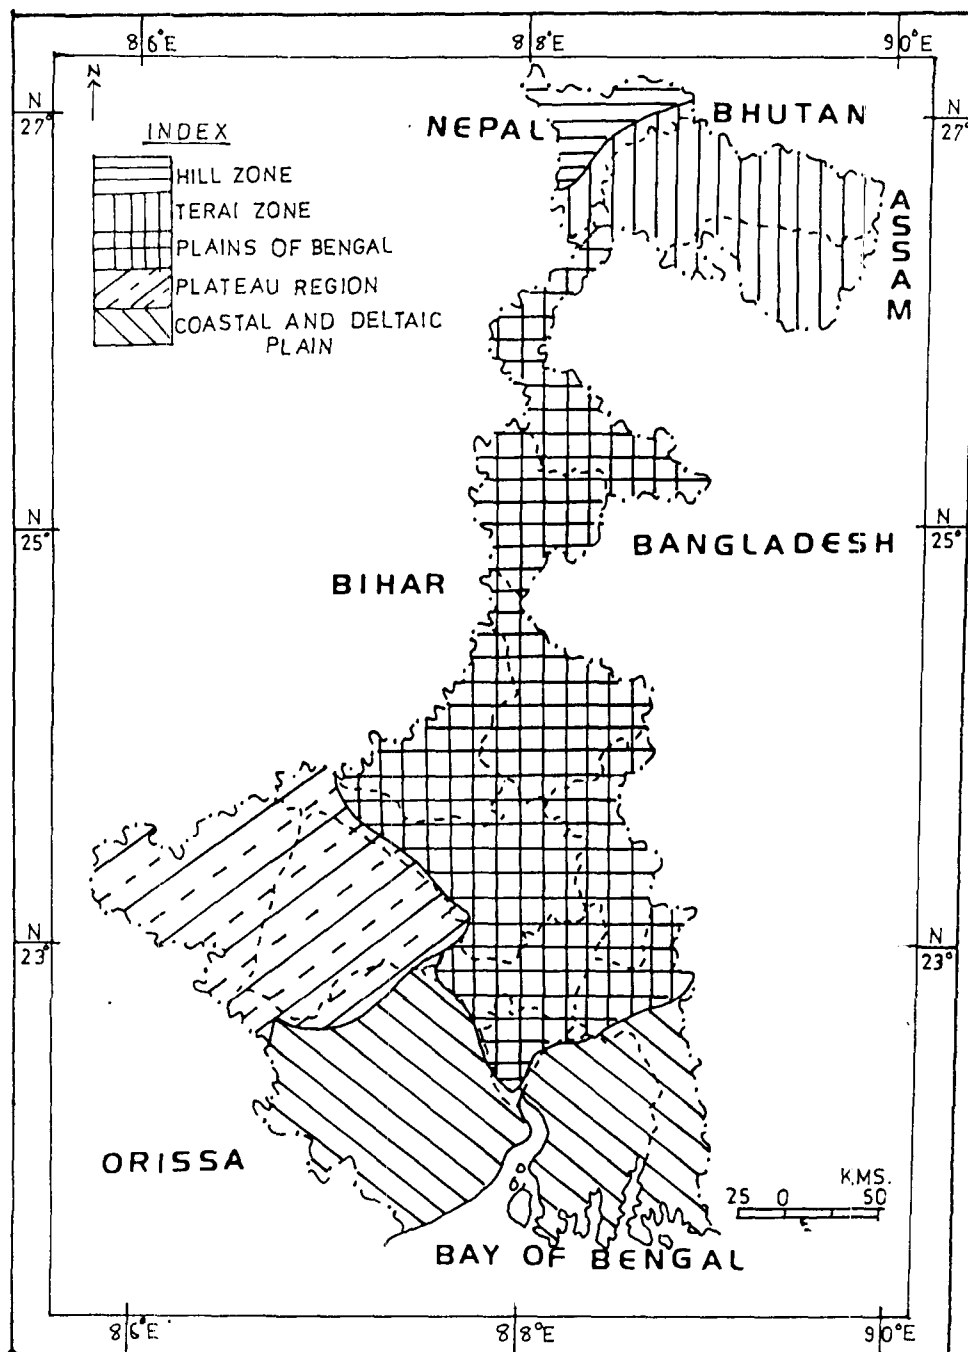 86°E 88°E 90°E
N
N 27°
N 27°
NEPAL
BHUTAN
INDEX
HILL ZONE
TERAI ZONE
PLAINS OF BENGAL
PLATEAU REGION
COASTAL AND DELTAIC
PLAIN
ASSAM
N 25°
N 25°
BANGLADESH
BIHAR
N 23°
N 23°
ORISSA
K.MS.
25 0 50
BAY OF BENGAL
86°E 88°E 90°E